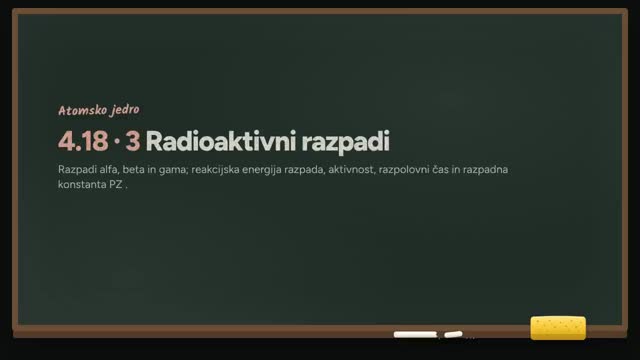 Atomsko jedro
4.18 · 3 Radioaktivni razpadi
Razpadi alfa, beta in gama; reakcijska energija razpada, aktivnost, razpolovni čas in razpadna
konstanta PZ .